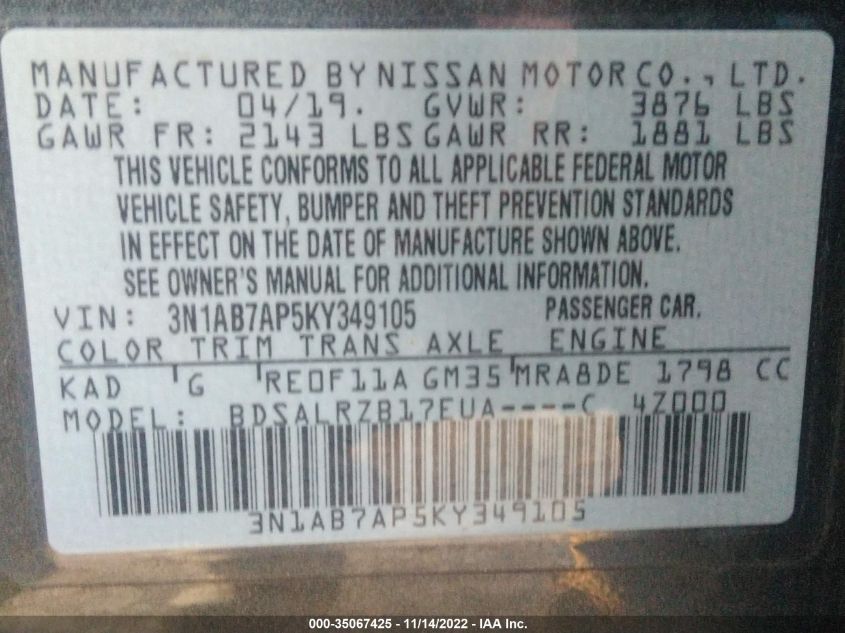 MANUFACTURED BY NISSAN MOTOR CO., LTD.
DATE: 04/19. GVWR: 3876 LBS
GAWR FR: 2143 LBS GAWR RR: 1881 LBS
THIS VEHICLE CONFORMS TO ALL APPLICABLE FEDERAL MOTOR
VEHICLE SAFETY, BUMPER AND THEFT PREVENTION STANDARDS
IN EFFECT ON THE DATE OF MANUFACTURE SHOWN ABOVE.
SEE OWNER'S MANUAL FOR ADDITIONAL INFORMATION.
VIN: 3N1AB7AP5KY349105 PASSENGER CAR.
COLOR TRIM TRANS AXLE ENGINE
KAD G RE0F11A GM35 MRA8DE 1798 CC
MODEL: BDSALRZB17EUA----C 4Z000
3N1AB7AP5KY349105
000-35067425 - 11/14/2022 - IAA Inc.